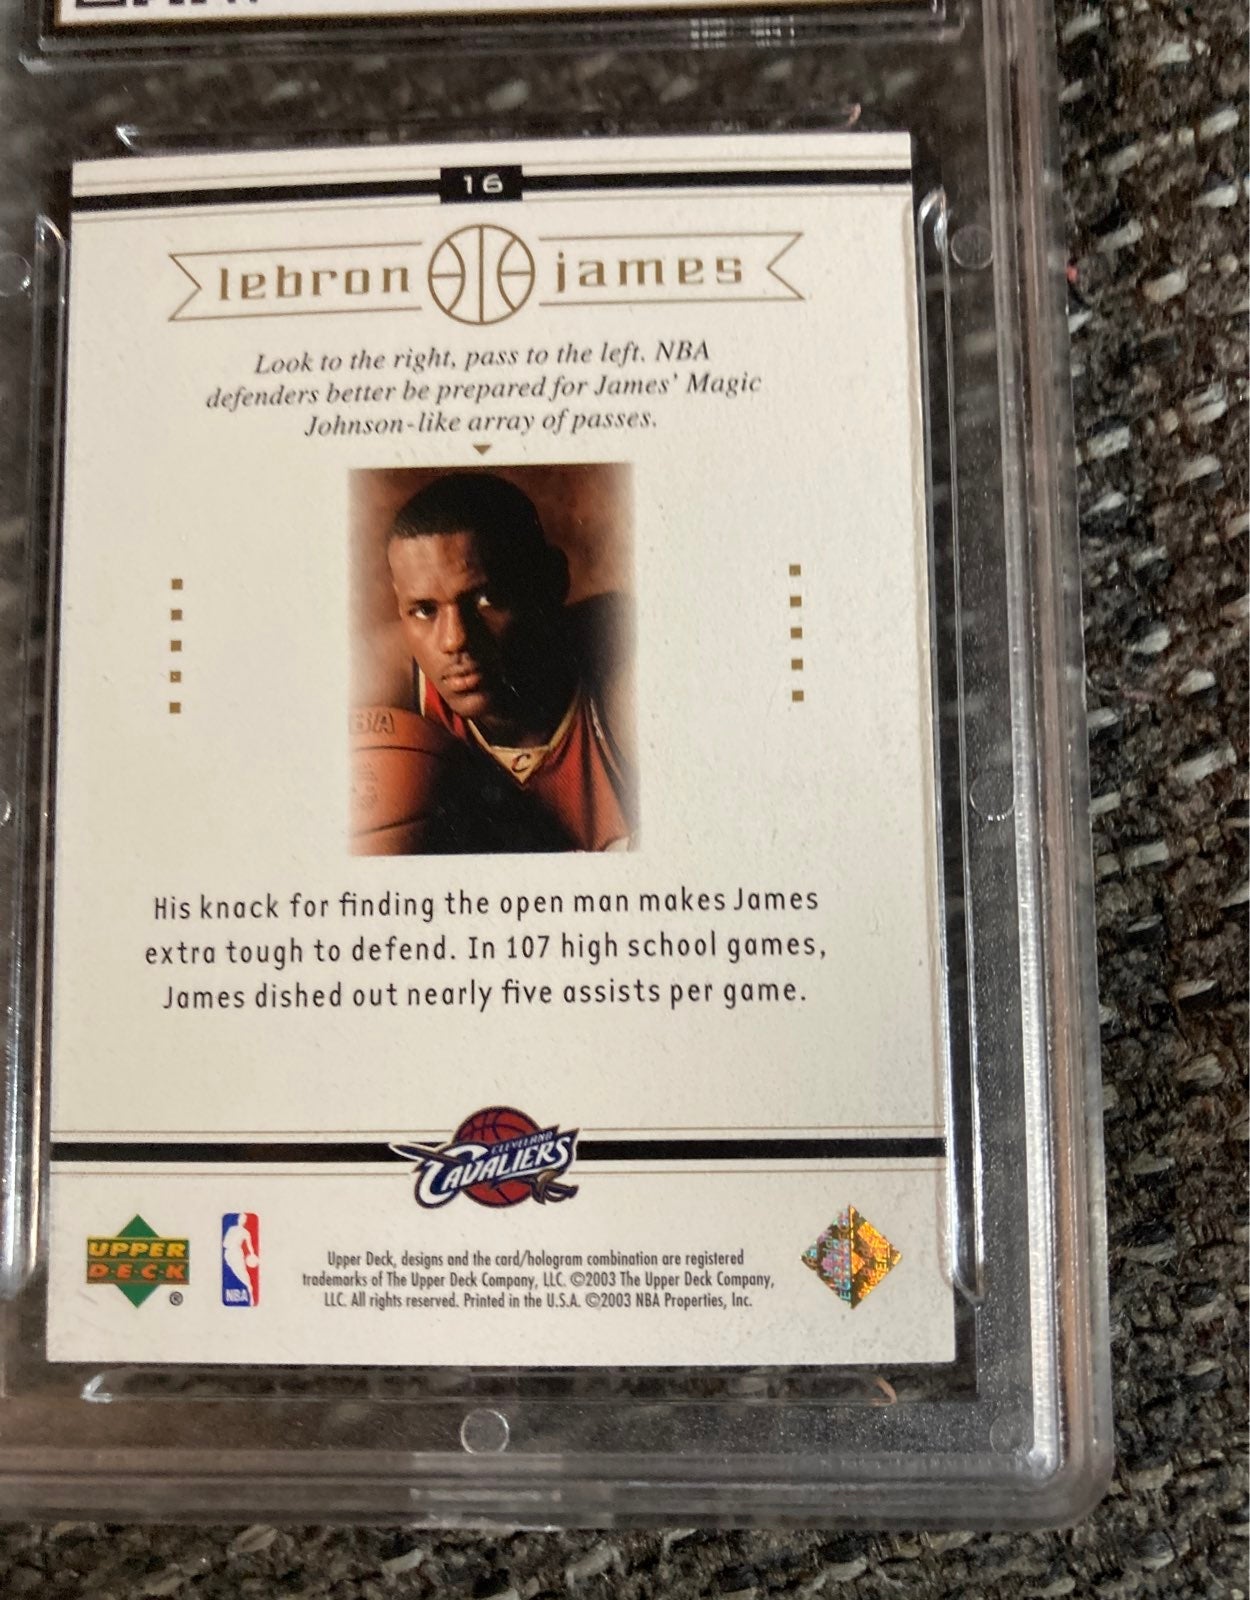 16
lebron james
Look to the right, pass to the left. NBA
defenders better be prepared for James' Magic
Johnson-like array of passes.
BA
C
His knack for finding the open man makes James
extra tough to defend. In 107 high school games,
James dished out nearly five assists per game.
CLEVELAND
CAVALIERS
UPPER
D·E·C·K
®
NBA
Upper Deck, designs and the card/hologram combination are registered
trademarks of The Upper Deck Company, LLC. ©2003 The Upper Deck Company,
LLC. All rights reserved. Printed in the U.S.A. ©2003 NBA Properties, Inc.